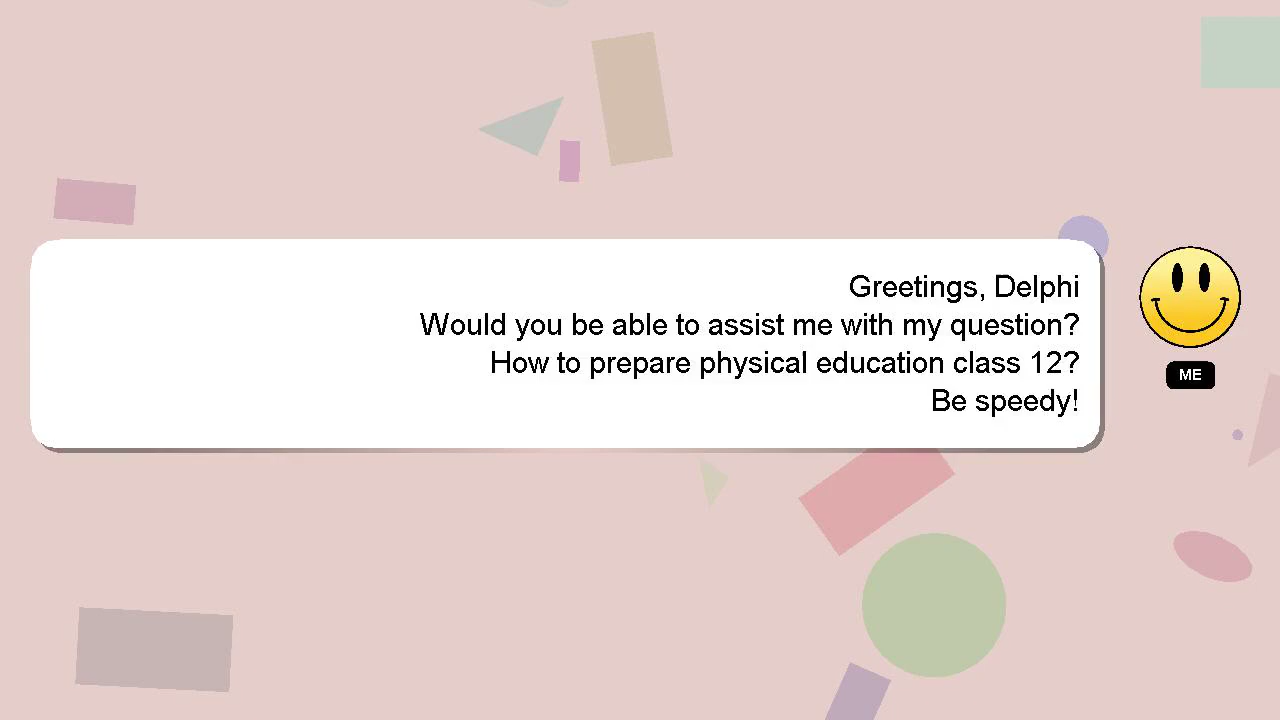 Greetings, Delphi
Would you be able to assist me with my question?
How to prepare physical education class 12?
Be speedy!
ME